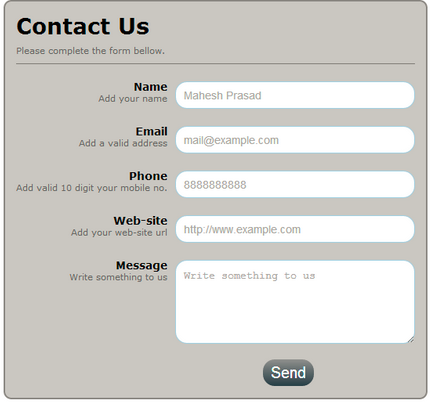 Contact Us
Please complete the form bellow.
Name
Add your name
Mahesh Prasad
Email
Add a valid address
mail@example.com
Phone
Add valid 10 digit your mobile no.
8888888888
Web-site
Add your web-site url
http://www.example.com
Message
Write something to us
Write something to us
Send